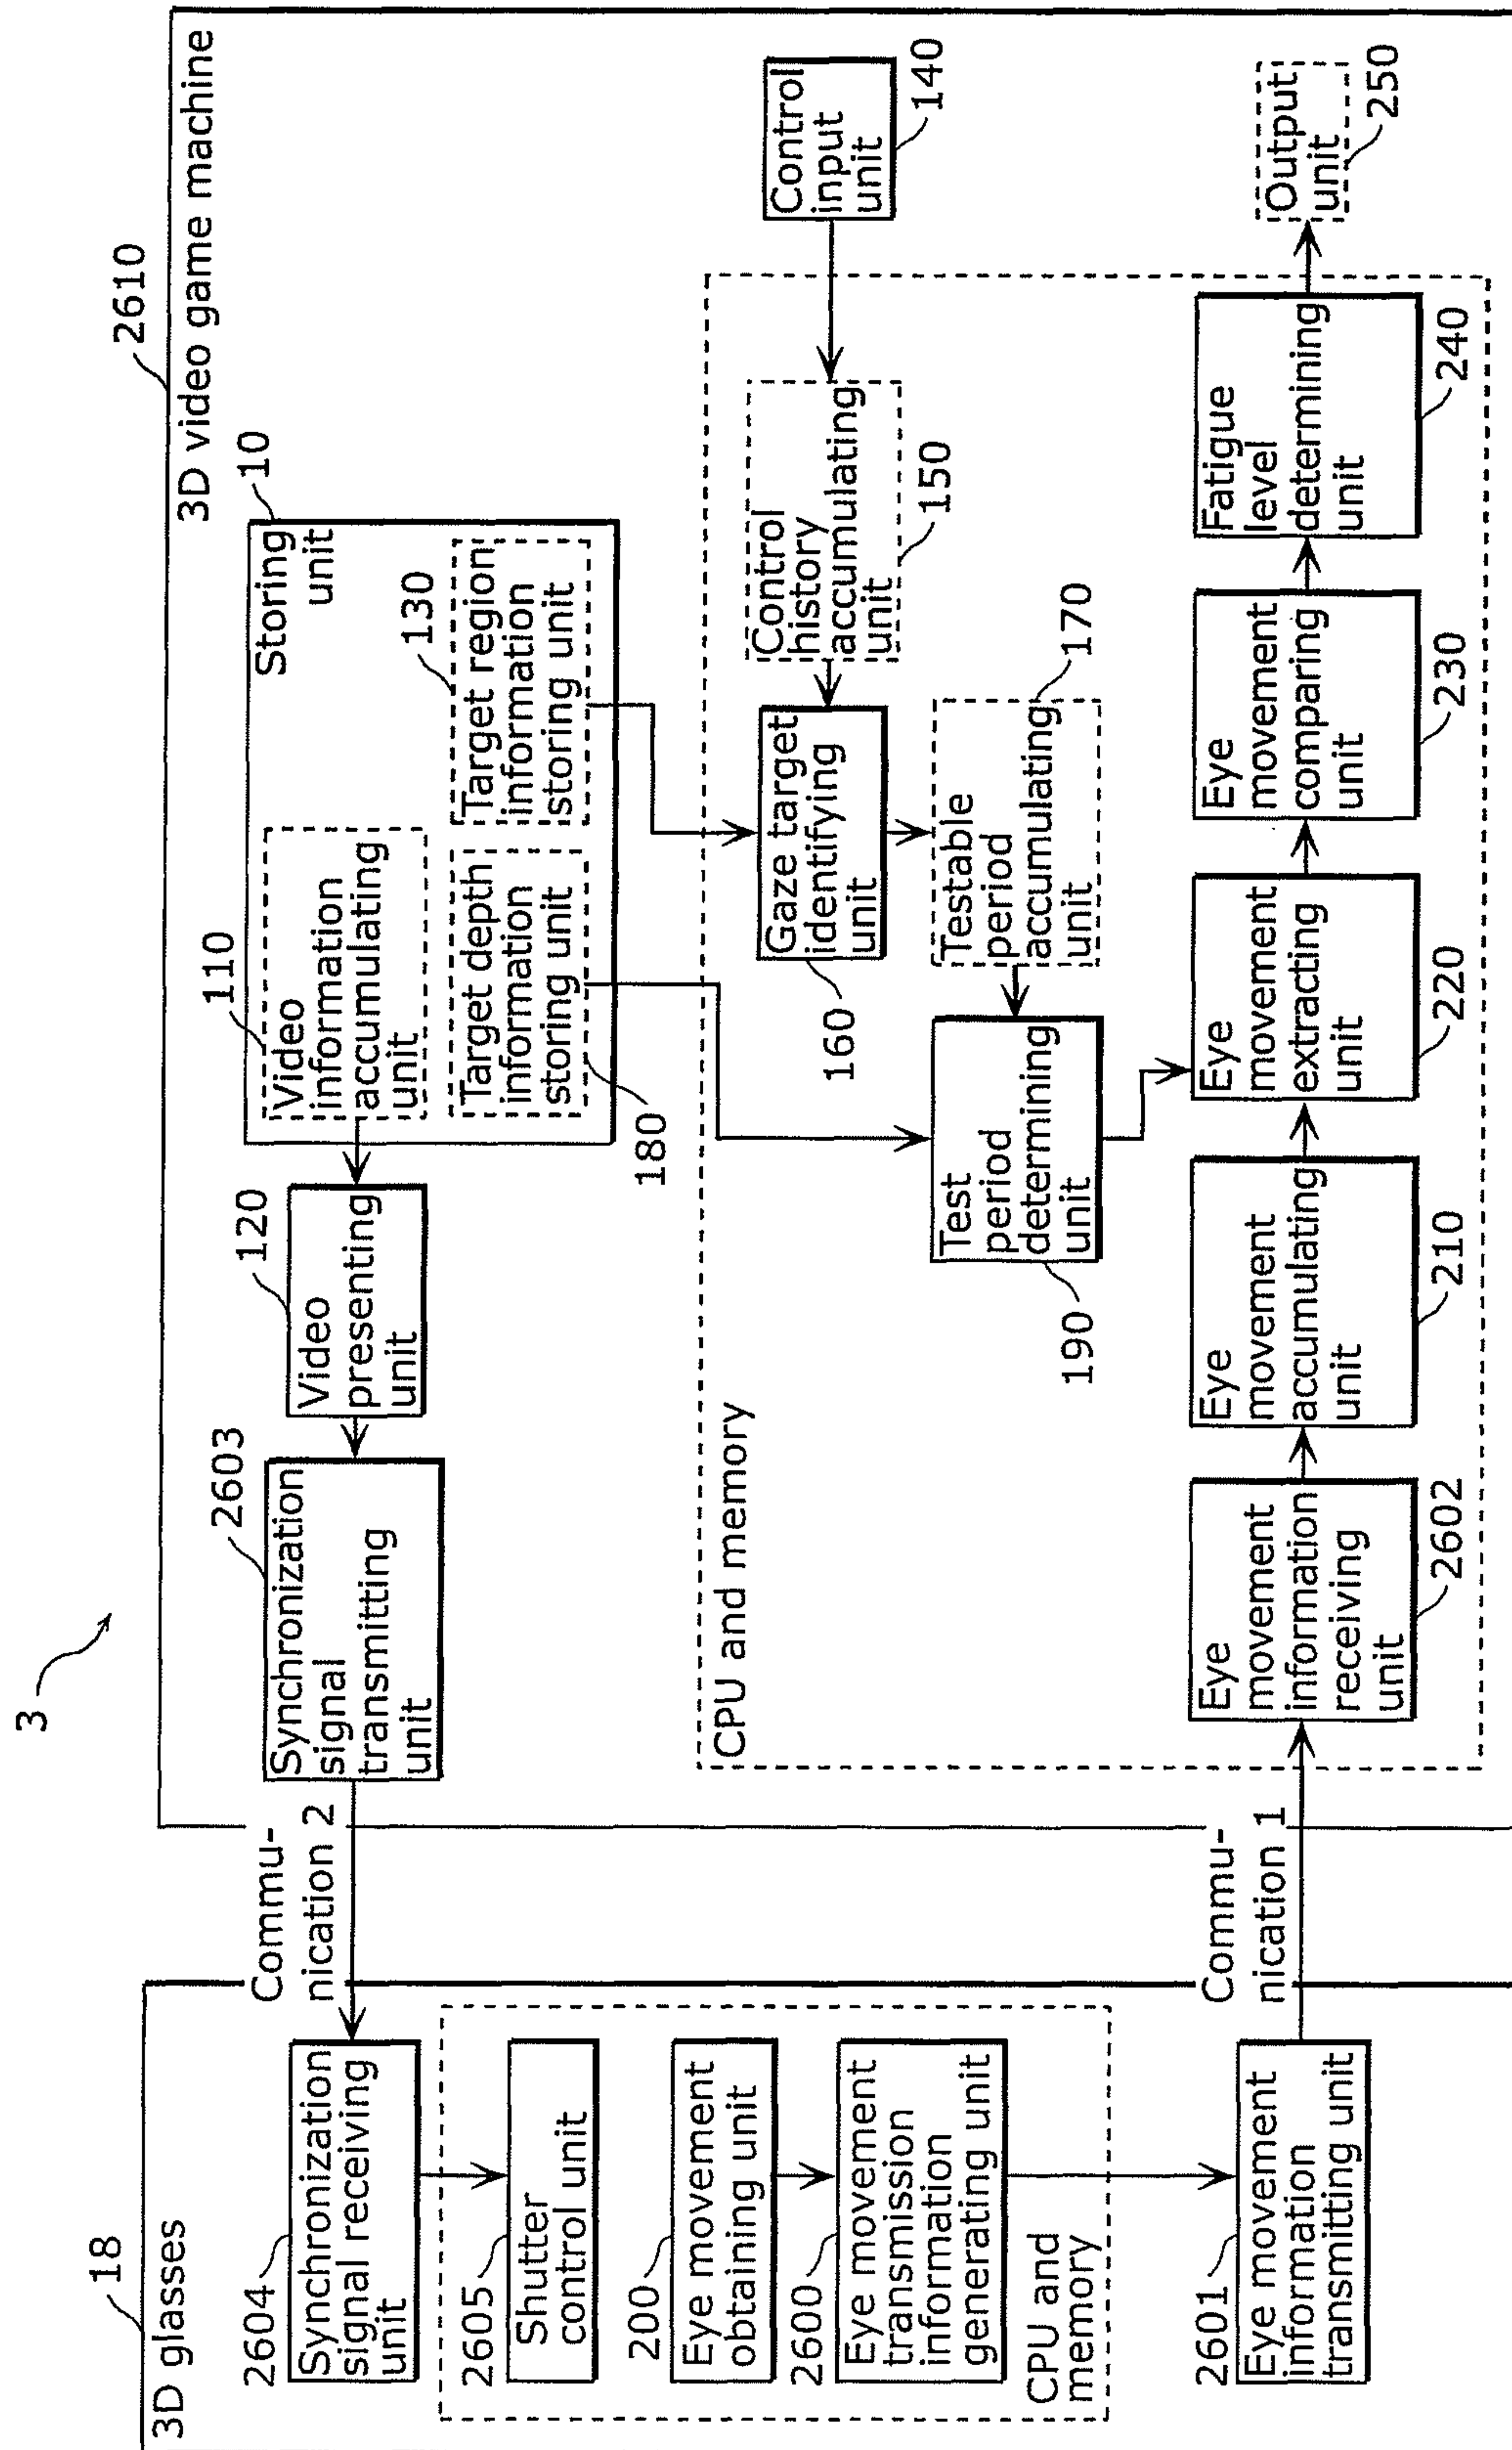 3
18
3D glasses
2604
Synchronization
signal receiving
unit
2605
Shutter
control unit
200
Eye movement
obtaining unit
2600
Eye movement
transmission
information
generating unit
CPU and
memory
2601
Eye movement
information
transmitting unit
Commu-
nication 2
Commu-
nication 1
2610
3D video game machine
2603
Synchronization
signal
transmitting
unit
120
Video
presenting
unit
10
Storing
unit
110
Video
information
accumulating
unit
130
Target region
information
storing unit
Target depth
information
storing unit
180
CPU and memory
Control
input
unit
140
Control
history
accumulating
unit
150
Gaze target
identifying
unit
160
170
Testable
period
accumulating
unit
Test
period
determining
unit
190
Eye
movement
information
receiving
unit
2602
Eye
movement
accumulating
unit
210
Eye
movement
extracting
unit
220
Eye
movement
comparing
unit
230
Fatigue
level
determining
unit
240
Output
unit
250